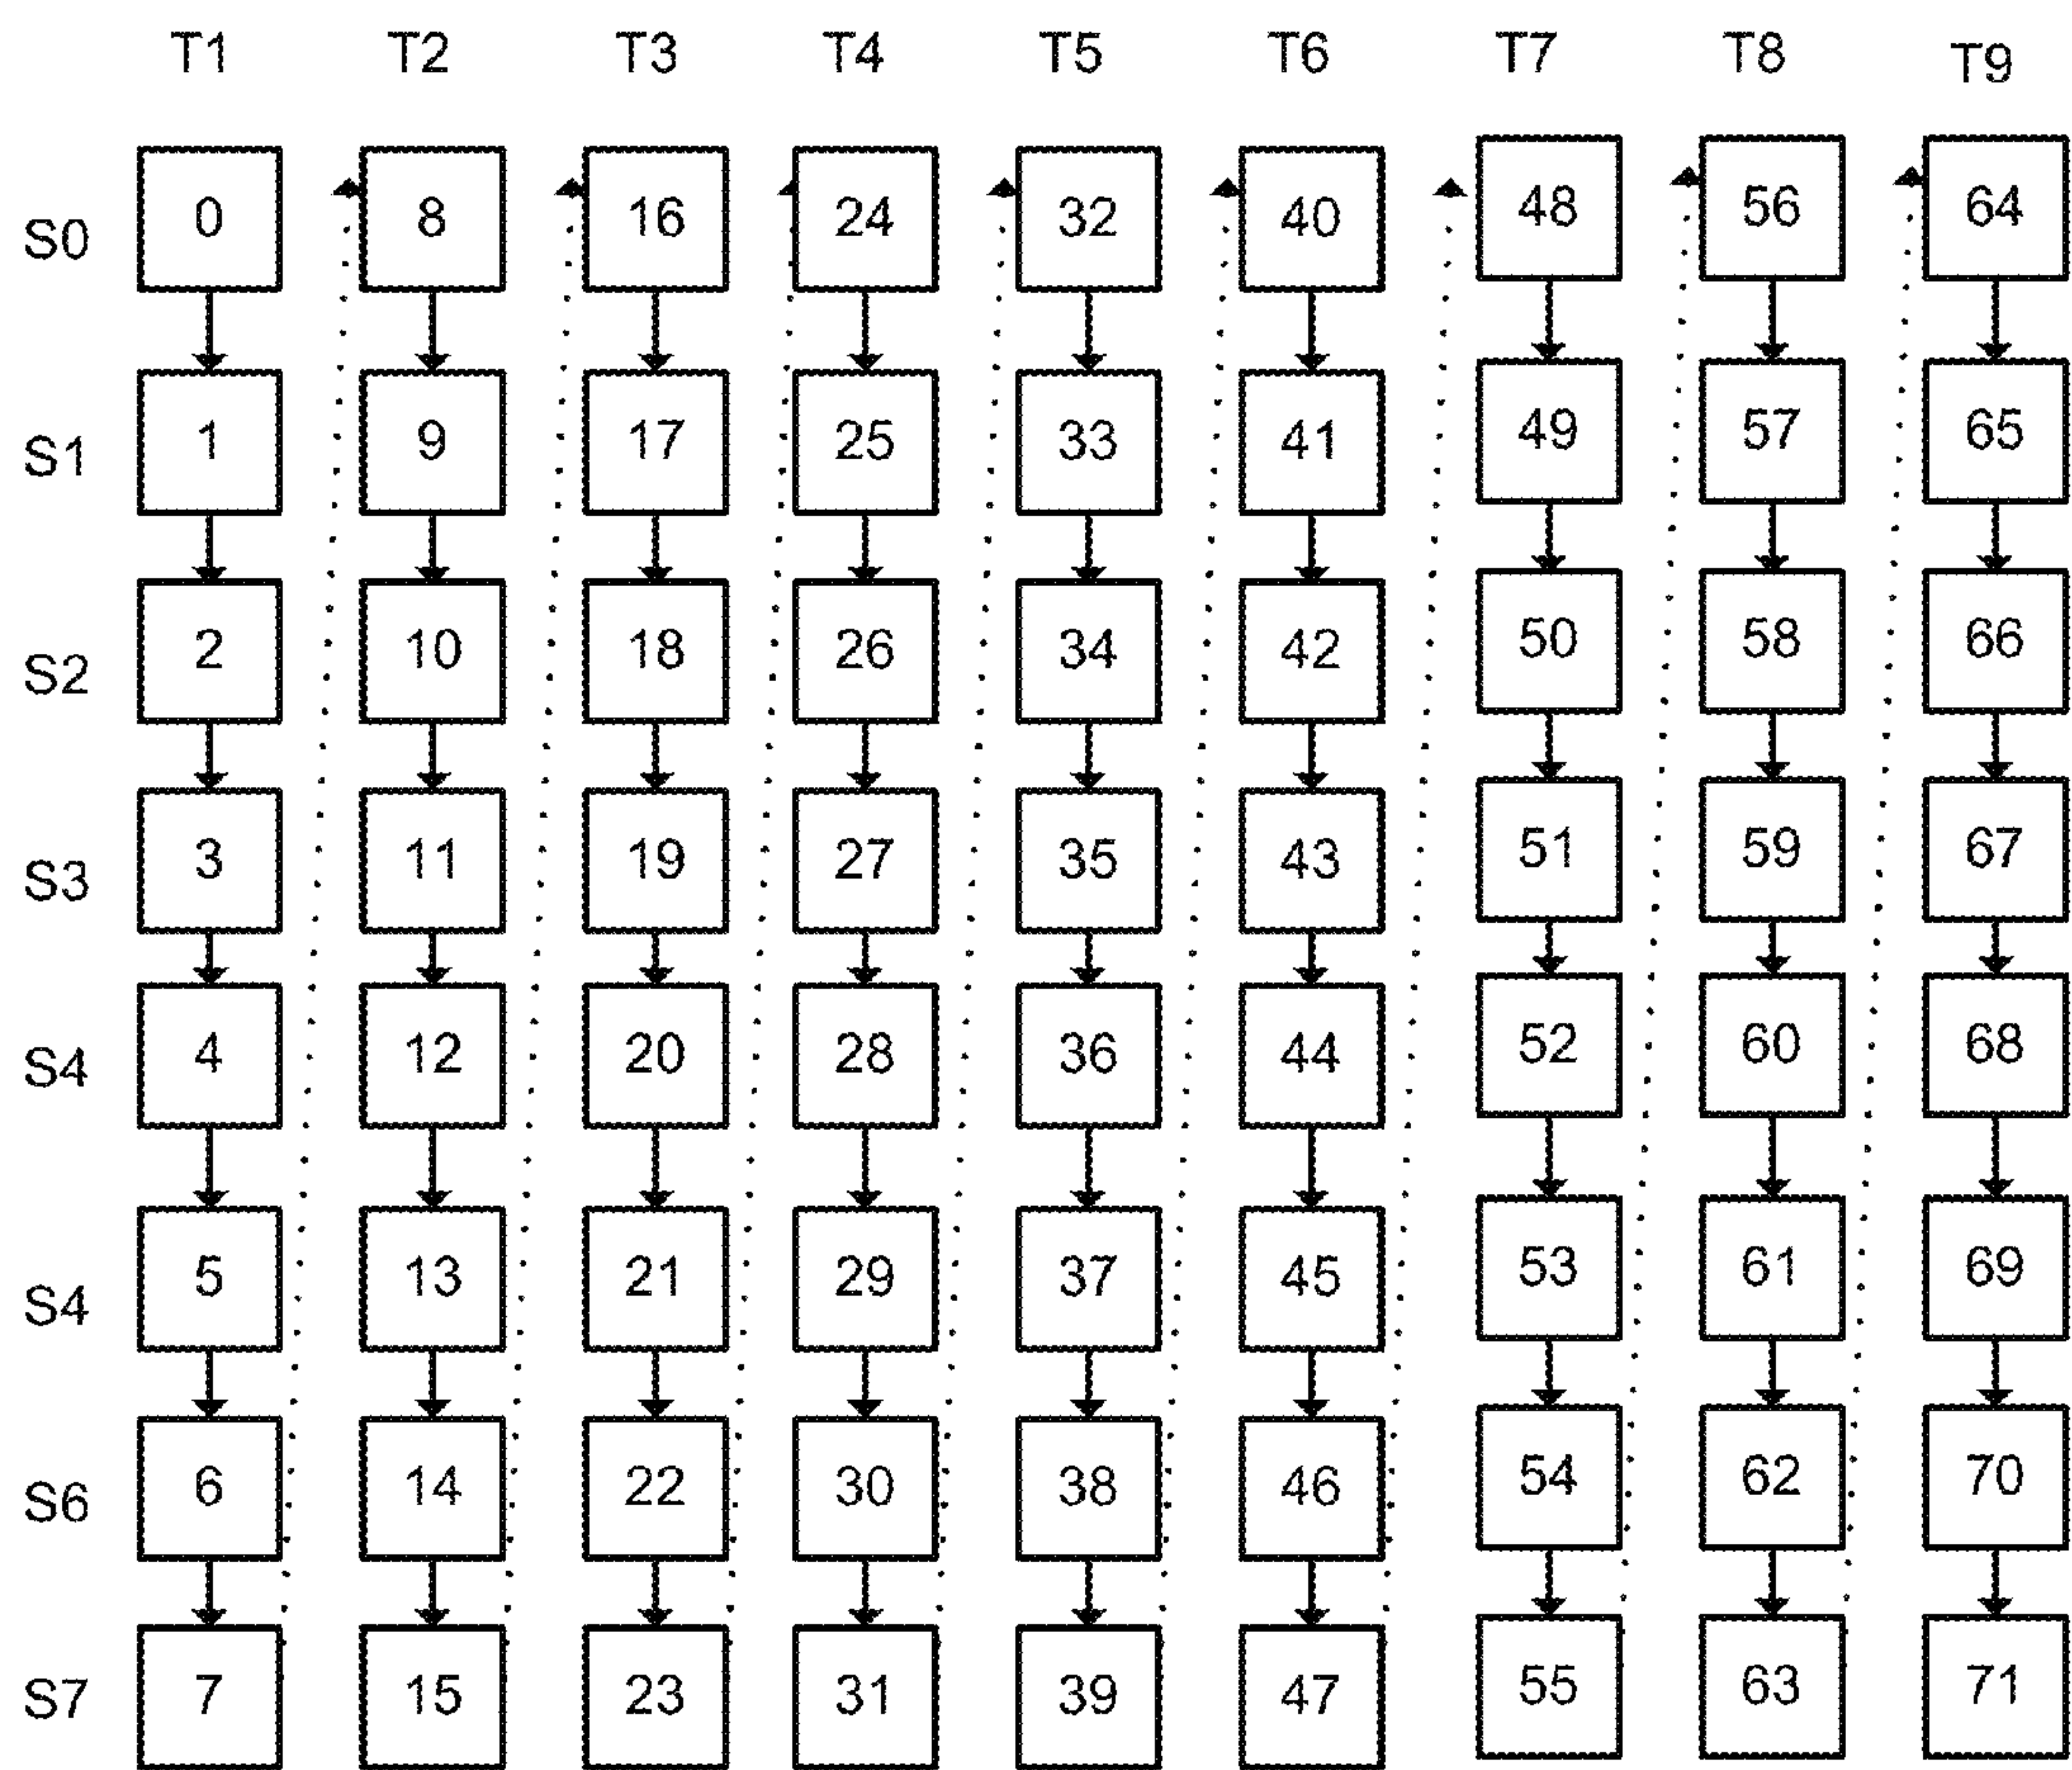 T1 T2 T3 T4 T5 T6 T7 T8 T9
S0 0 8 16 24 32 40 48 56 64
S1 1 9 17 25 33 41 49 57 65
S2 2 10 18 26 34 42 50 58 66
S3 3 11 19 27 35 43 51 59 67
S4 4 12 20 28 36 44 52 60 68
S4 5 13 21 29 37 45 53 61 69
S6 6 14 22 30 38 46 54 62 70
S7 7 15 23 31 39 47 55 63 71